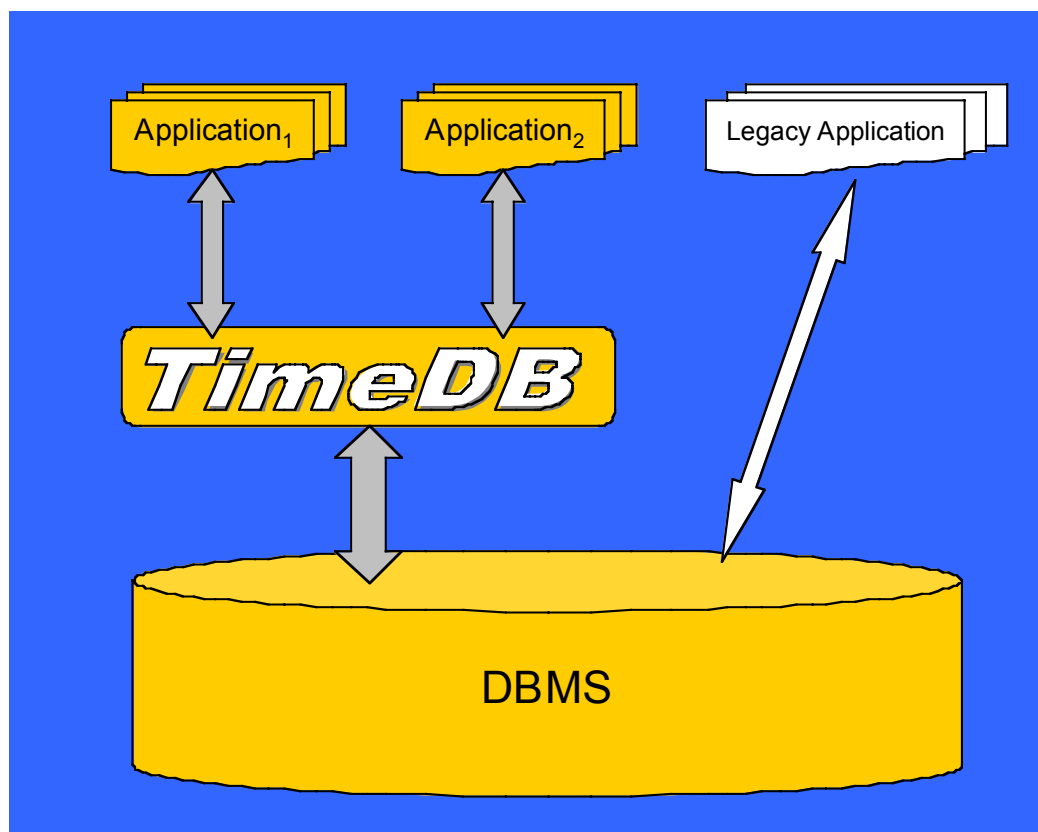 Application₁
Application₂
Legacy Application
TimeDB
DBMS